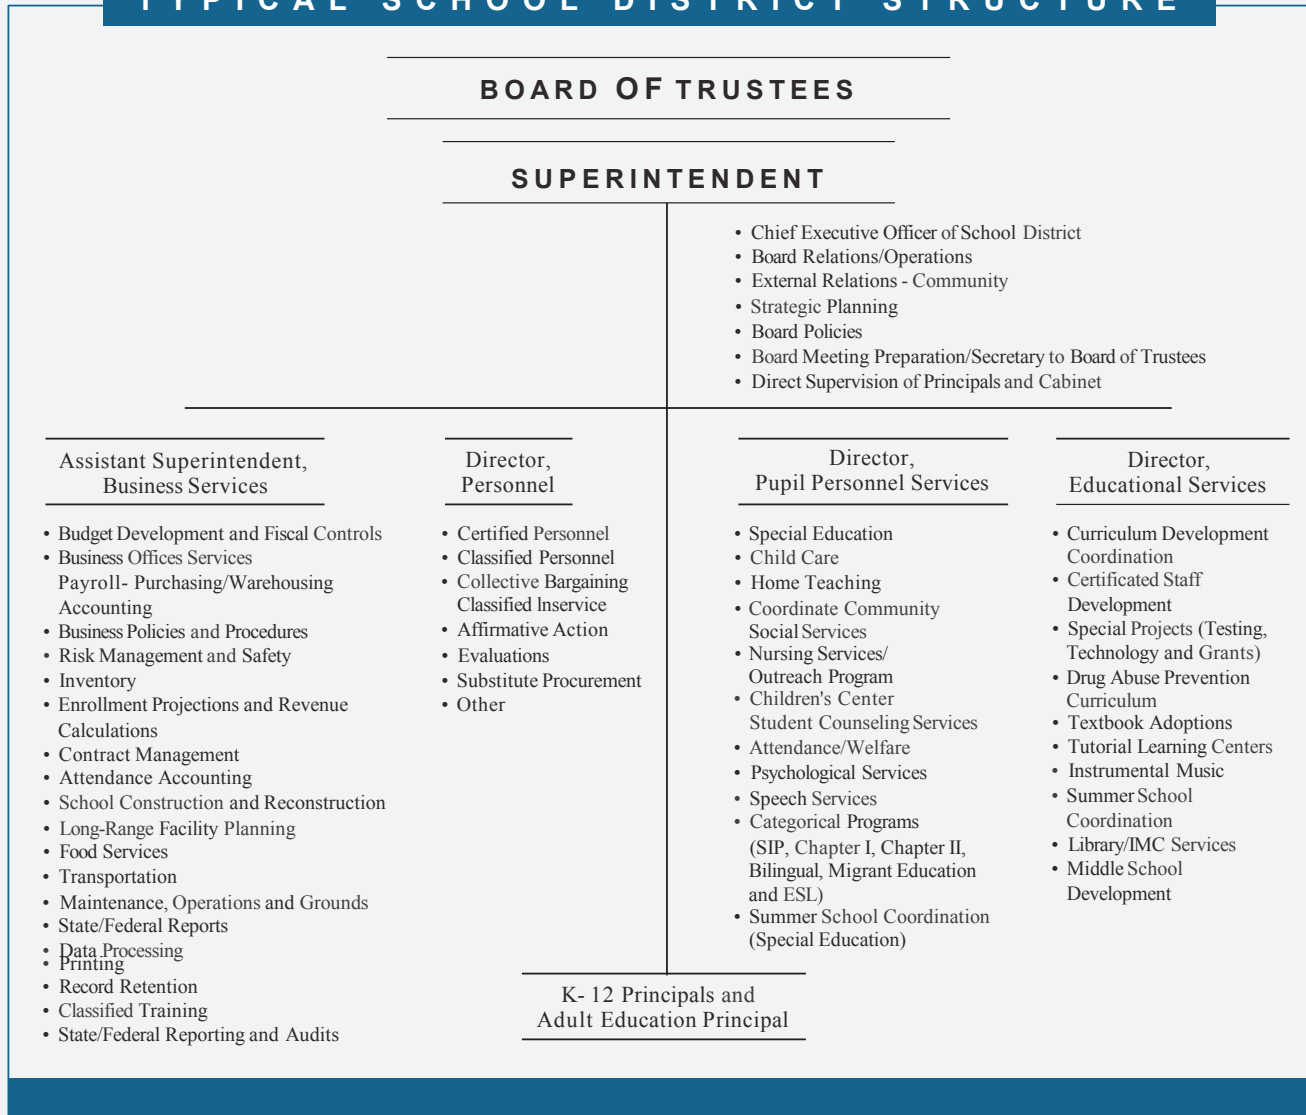 TYPICAL SCHOOL DISTRICT STRUCTURE
BOARD OF TRUSTEES
SUPERINTENDENT
• Chief Executive Officer of School District
• Board Relations/Operations
• External Relations - Community
• Strategic Planning
• Board Policies
• Board Meeting Preparation/Secretary to Board of Trustees
• Direct Supervision of Principals and Cabinet
Assistant Superintendent,
Business Services
• Budget Development and Fiscal Controls
• Business Offices Services
Payroll- Purchasing/Warehousing
Accounting
• Business Policies and Procedures
• Risk Management and Safety
• Inventory
• Enrollment Projections and Revenue
Calculations
• Contract Management
• Attendance Accounting
• School Construction and Reconstruction
• Long-Range Facility Planning
• Food Services
• Transportation
• Maintenance, Operations and Grounds
• State/Federal Reports
• Data Processing
• Printing
• Record Retention
• Classified Training
• State/Federal Reporting and Audits
Director,
Personnel
• Certified Personnel
• Classified Personnel
• Collective Bargaining
Classified lnservice
• Affirmative Action
• Evaluations
• Substitute Procurement
• Other
Director,
Pupil Personnel Services
• Special Education
• Child Care
• Home Teaching
• Coordinate Community
Social Services
• Nursing Services/
Outreach Program
• Children's Center
Student Counseling Services
• Attendance/Welfare
• Psychological Services
• Speech Services
• Categorical Programs
(SIP, Chapter I, Chapter II,
Bilingual, Migrant Education
and ESL)
• Summer School Coordination
(Special Education)
Director,
Educational Services
• Curriculum Development
Coordination
• Certificated Staff
Development
• Special Projects (Testing,
Technology and Grants)
• Drug Abuse Prevention
Curriculum
• Textbook Adoptions
• Tutorial Learning Centers
• Instrumental Music
• Summer School
Coordination
• Library/IMC Services
• Middle School
Development
K- 12 Principals and
Adult Education Principal